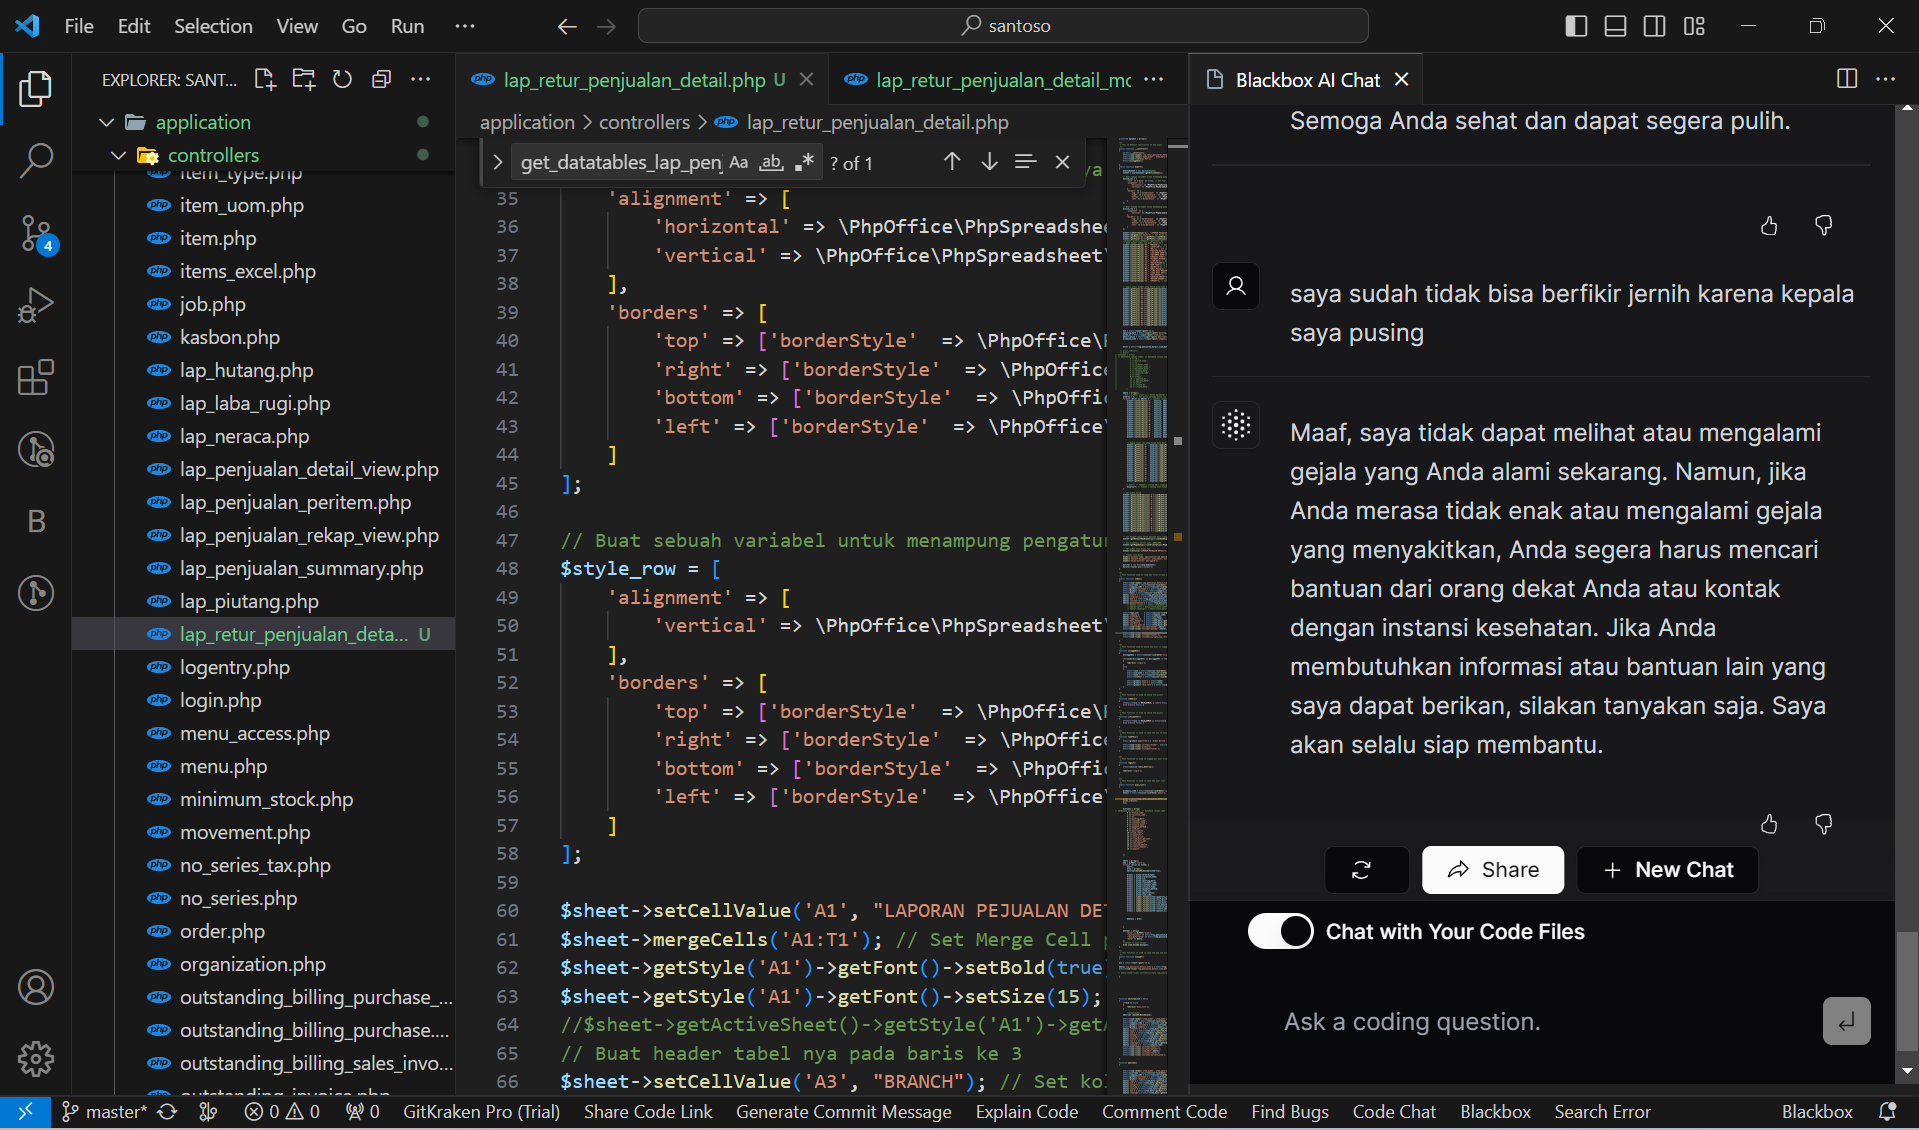 File Edit Selection View Go Run ···
santoso
EXPLORER: SANT...
application
controllers
item_type.php
item_uom.php
item.php
items_excel.php
job.php
kasbon.php
lap_hutang.php
lap_laba_rugi.php
lap_neraca.php
lap_penjualan_detail_view.php
lap_penjualan_peritem.php
lap_penjualan_rekap_view.php
lap_penjualan_summary.php
lap_piutang.php
lap_retur_penjualan_deta... U
logentry.php
login.php
menu_access.php
menu.php
minimum_stock.php
movement.php
no_series_tax.php
no_series.php
order.php
organization.php
outstanding_billing_purchase_...
outstanding_billing_purchase....
outstanding_billing_sales_invo...
4
B
lap_retur_penjualan_detail.php U
lap_retur_penjualan_detail_mc ···
application > controllers > lap_retur_penjualan_detail.php
get_datatables_lap_penj Aa ab ? of 1
35 'alignment' => [
36 'horizontal' => \PhpOffice\PhpSpreadshee
37 'vertical' => \PhpOffice\PhpSpreadsheet\
38 ],
39 'borders' => [
40 'top' => ['borderStyle'  => \PhpOffice\P
41 'right' => ['borderStyle'  => \PhpOffice
42 'bottom' => ['borderStyle'  => \PhpOffic
43 'left' => ['borderStyle'  => \PhpOffice\
44 ]
45 ];
46
47 // Buat sebuah variabel untuk menampung pengatur
48 $style_row = [
49 'alignment' => [
50 'vertical' => \PhpOffice\PhpSpreadsheet\
51 ],
52 'borders' => [
53 'top' => ['borderStyle'  => \PhpOffice\P
54 'right' => ['borderStyle'  => \PhpOffice
55 'bottom' => ['borderStyle'  => \PhpOffic
56 'left' => ['borderStyle'  => \PhpOffice\
57 ]
58 ];
59
60 $sheet->setCellValue('A1', "LAPORAN PEJUALAN DE
61 $sheet->mergeCells('A1:T1'); // Set Merge Cell p
62 $sheet->getStyle('A1')->getFont()->setBold(true
63 $sheet->getStyle('A1')->getFont()->setSize(15);
64 //$sheet->getActiveSheet()->getStyle('A1')->getA
65 // Buat header tabel nya pada baris ke 3
66 $sheet->setCellValue('A3', "BRANCH"); // Set kol
Blackbox AI Chat
Semoga Anda sehat dan dapat segera pulih.
saya sudah tidak bisa berfikir jernih karena kepala
saya pusing
Maaf, saya tidak dapat melihat atau mengalami
gejala yang Anda alami sekarang. Namun, jika
Anda merasa tidak enak atau mengalami gejala
yang menyakitkan, Anda segera harus mencari
bantuan dari orang dekat Anda atau kontak
dengan instansi kesehatan. Jika Anda
membutuhkan informasi atau bantuan lain yang
saya dapat berikan, silakan tanyakan saja. Saya
akan selalu siap membantu.
Share
+ New Chat
Chat with Your Code Files
Ask a coding question.
master* 0 0 0 GitKraken Pro (Trial) Share Code Link Generate Commit Message Explain Code Comment Code Find Bugs Code Chat Blackbox Search Error Blackbox